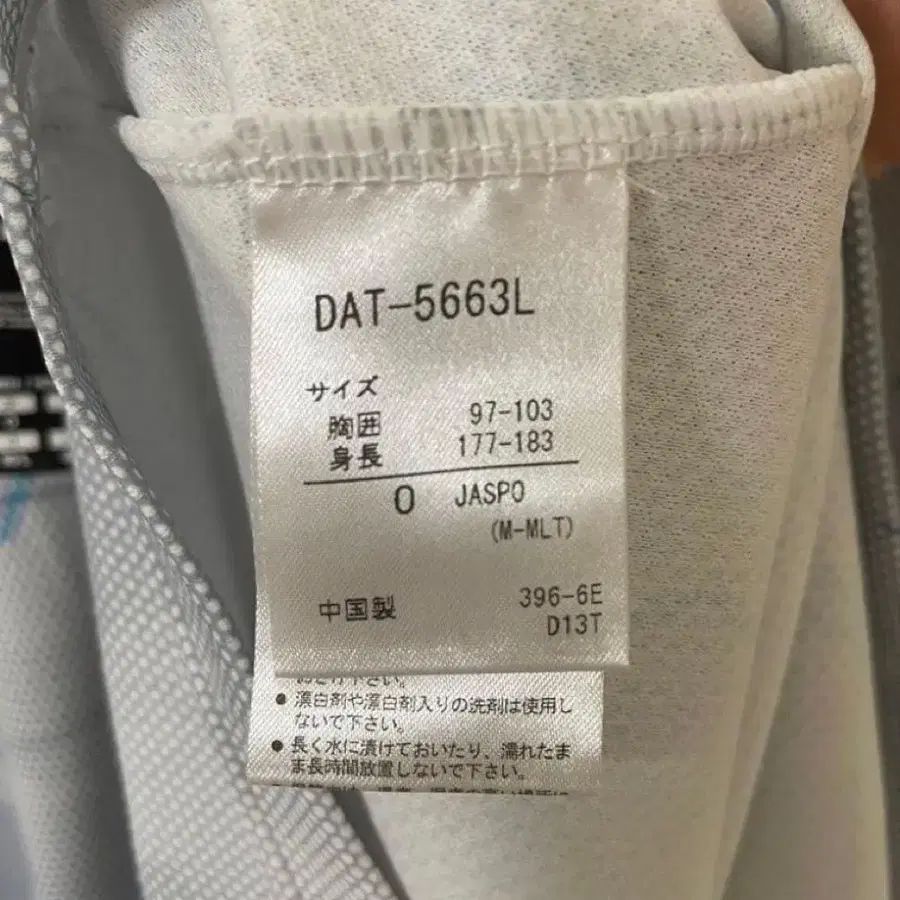 DAT-5663L
サイズ
胸囲 97-103
身長 177-183
O JASPO
(M-MLT)
中国製 396-6E
D13T
下さい。
● 漂白剤や漂白剤入りの洗剤は使用し
ないで下さい。
● 長く水に漬けておいたり、濡れたま
ま長時間放置しないで下さい。